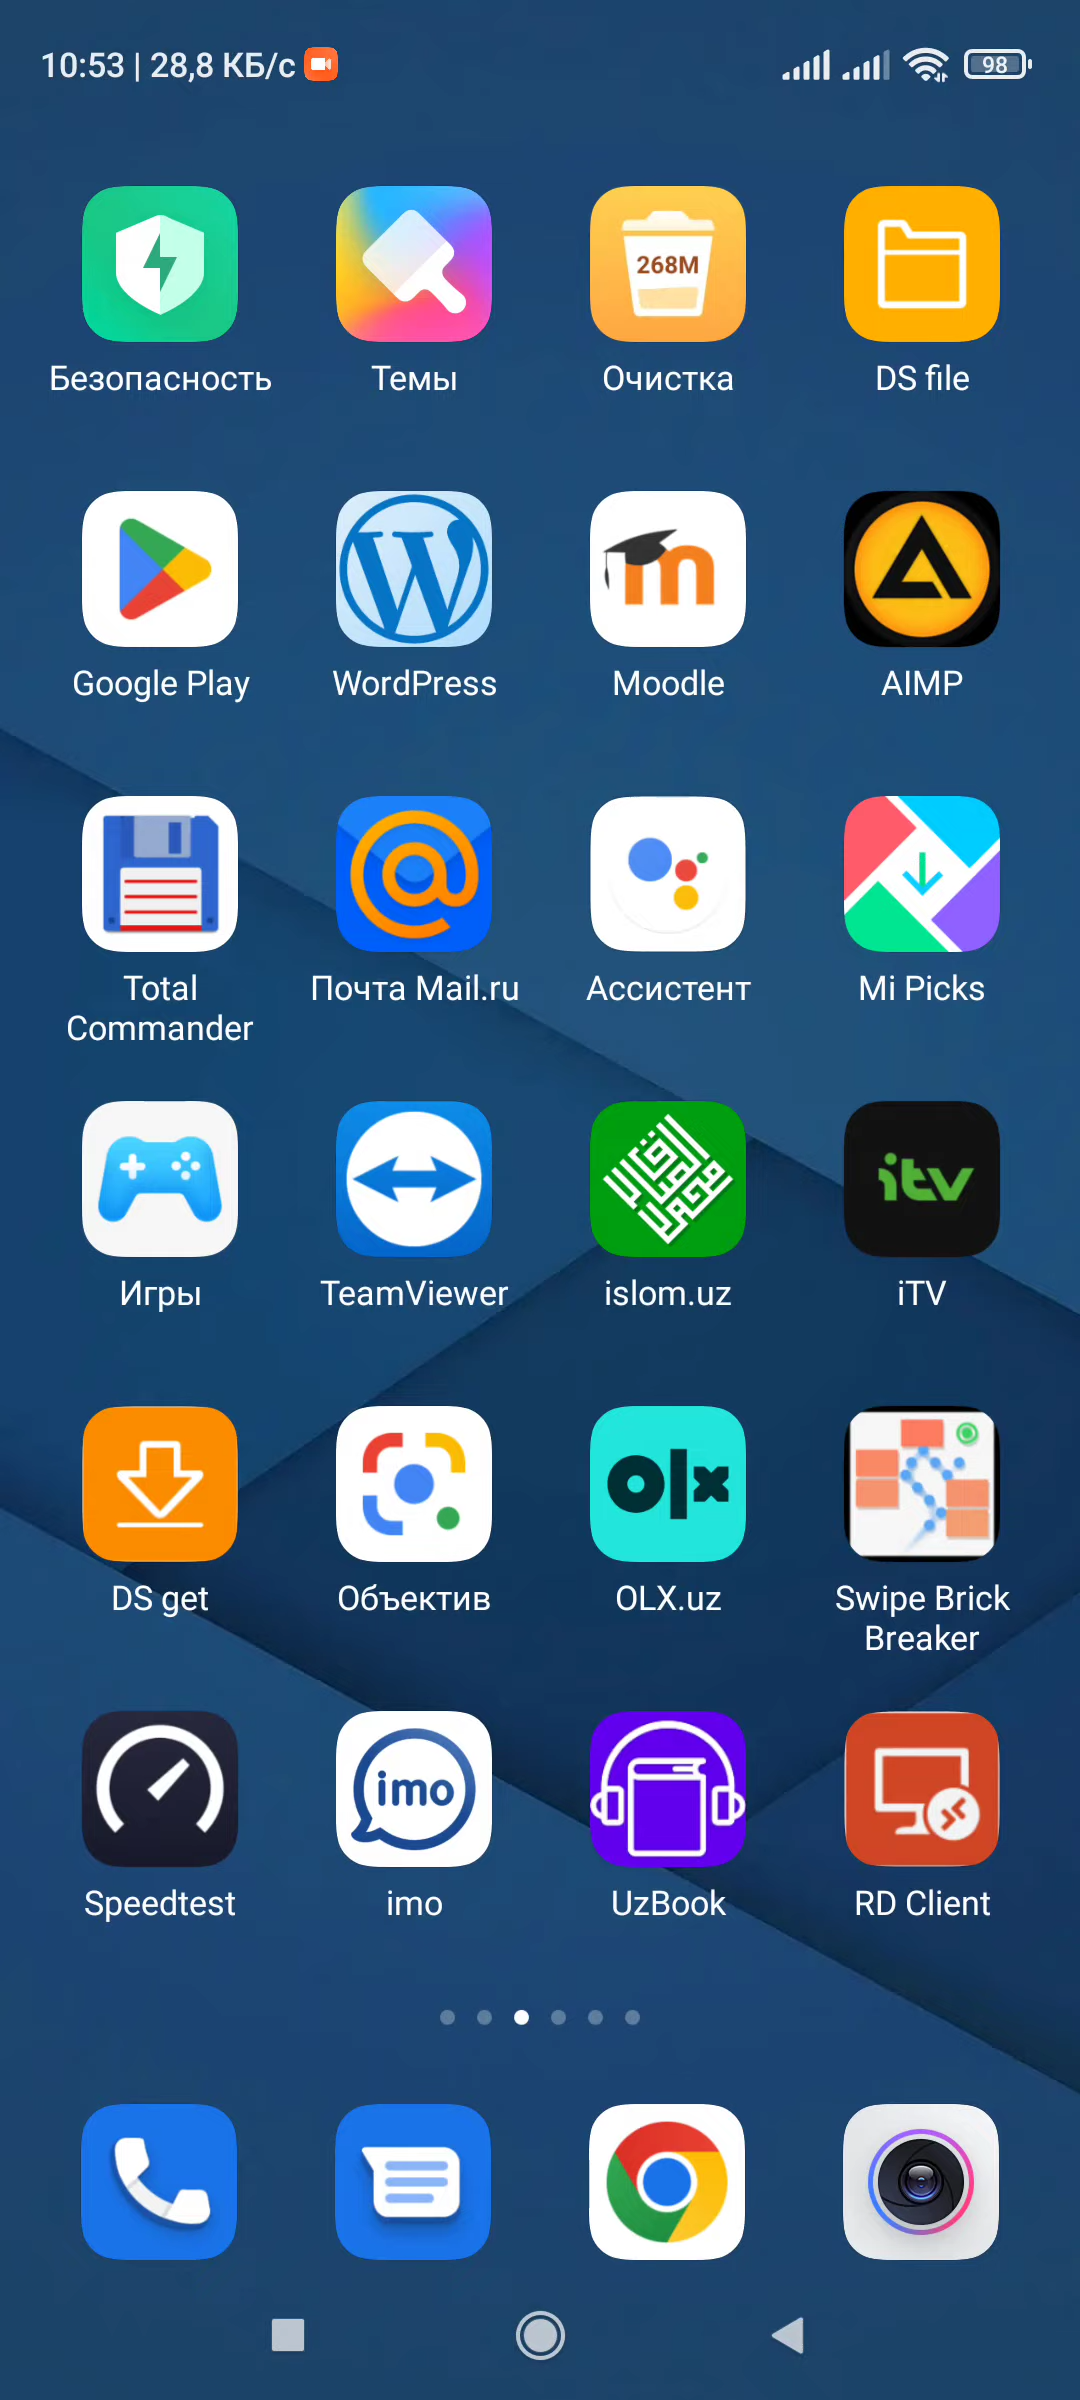 10:53 | 28,8 КБ/с
98
268M
Безопасность
Темы
Очистка
DS file
Google Play
WordPress
Moodle
AIMP
Total
Commander
Почта Mail.ru
Ассистент
Mi Picks
itv
Игры
TeamViewer
islom.uz
iTV
olx
DS get
Объектив
OLX.uz
Swipe Brick
Breaker
imo
Speedtest
imo
UzBook
RD Client